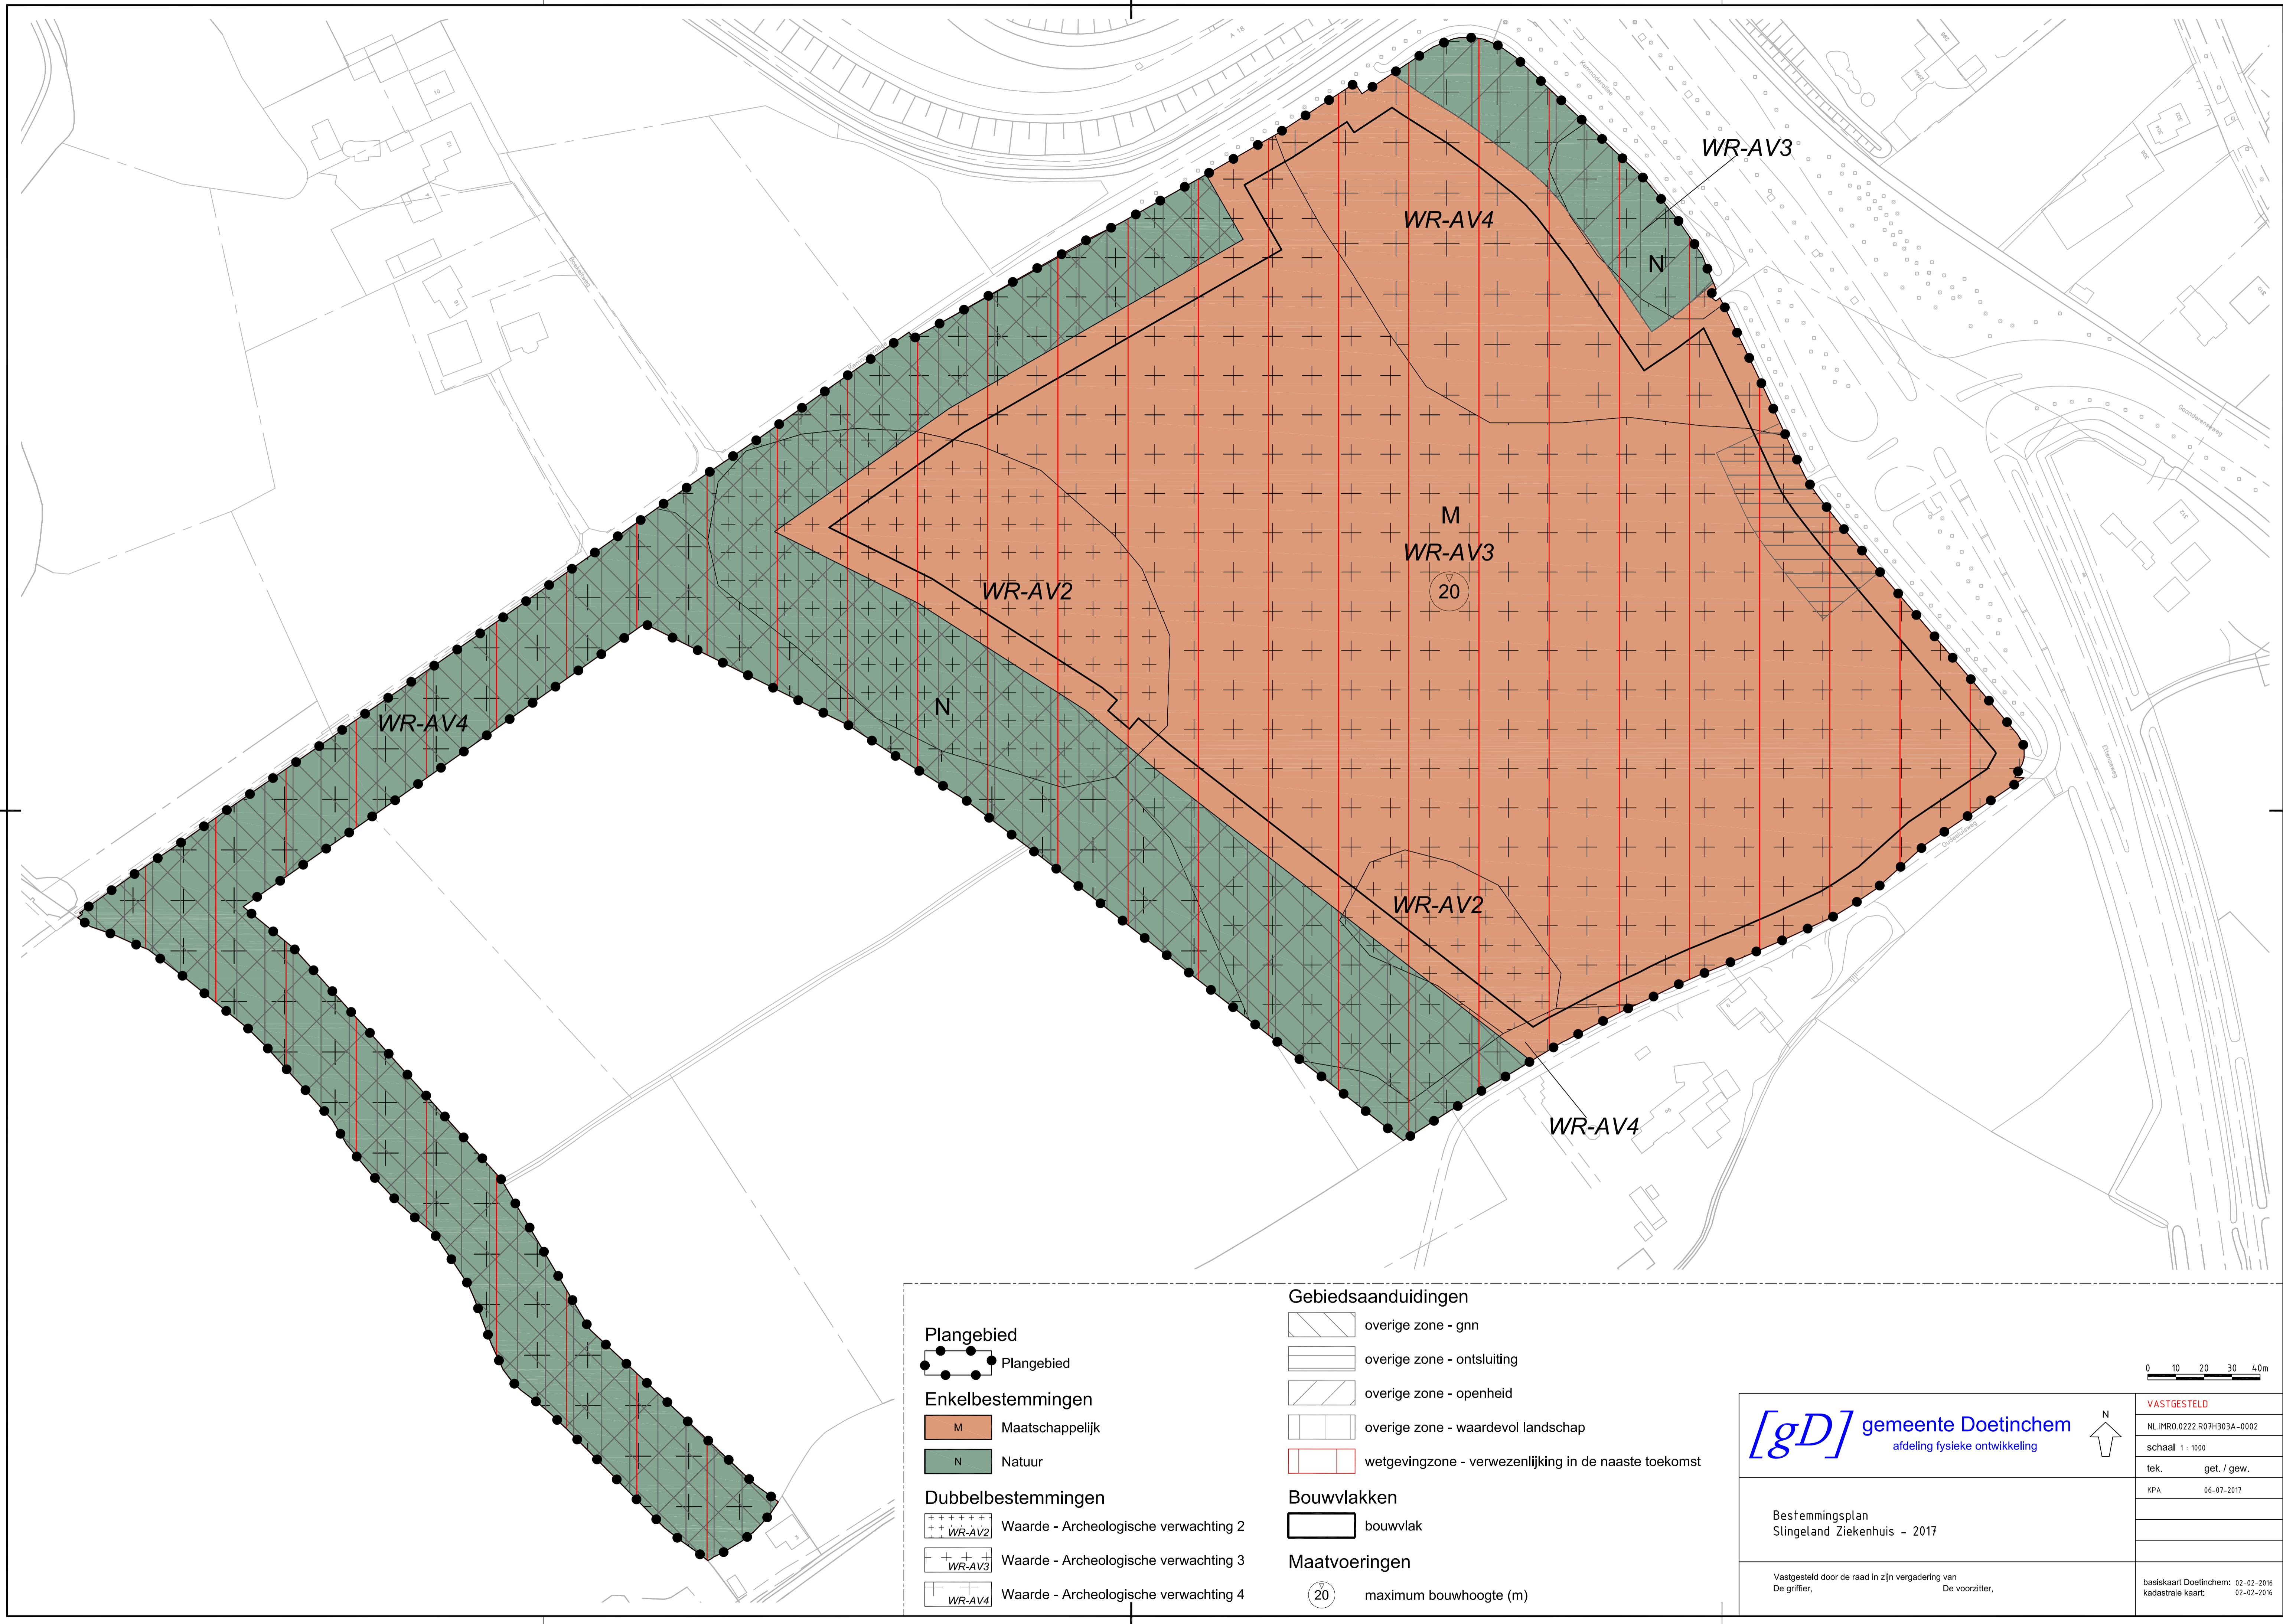 A 18
Kemnaderallee
WR-AV3
WR-AV4
N
M
WR-AV3
20
WR-AV2
WR-AV4
N
WR-AV2
WR-AV4
Plangebied
Plangebied
Enkelbestemmingen
M Maatschappelijk
N Natuur
Dubbelbestemmingen
WR-AV2 Waarde - Archeologische verwachting 2
WR-AV3 Waarde - Archeologische verwachting 3
WR-AV4 Waarde - Archeologische verwachting 4
Gebiedsaanduidingen
overige zone - gnn
overige zone - ontsluiting
overige zone - openheid
overige zone - waardevol landschap
wetgevingzone - verwezenlijking in de naaste toekomst
Bouwvlakken
bouwvlak
Maatvoeringen
20 maximum bouwhoogte (m)
0 10 20 30 40m
[gD] gemeente Doetinchem
afdeling fysieke ontwikkeling
N
VASTGESTELD
NL.IMRO.0222.R07H303A-0002
schaal 1 : 1000
tek. get. / gew.
KPA 06-07-2017
Bestemmingsplan
Slingeland Ziekenhuis - 2017
Vastgesteld door de raad in zijn vergadering van
De griffier, De voorzitter,
basiskaart Doetinchem: 02-02-2016
kadastrale kaart: 02-02-2016